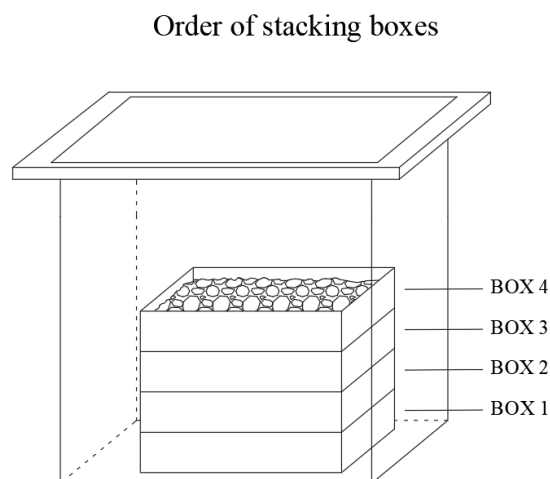 Order of stacking boxes
BOX 4
BOX 3
BOX 2
BOX 1